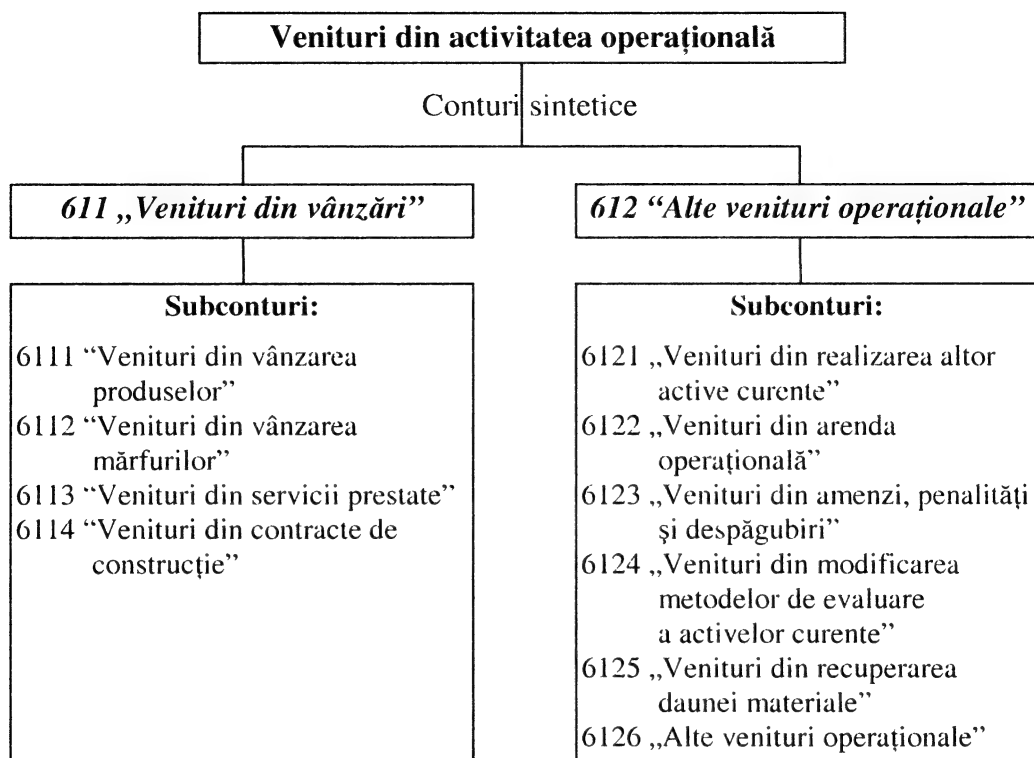 Venituri din activitatea operațională
Conturi sintetice
611 „Venituri din vânzări”
612 “Alte venituri operaționale”
Subconturi:
6111 “Venituri din vânzarea
produselor”
6112 “Venituri din vânzarea
mărfurilor”
6113 “Venituri din servicii prestate”
6114 “Venituri din contracte de
construcție”
Subconturi:
6121 „Venituri din realizarea altor
active curente”
6122 „Venituri din arenda
operațională”
6123 „Venituri din amenzi, penalități
și despăgubiri”
6124 „Venituri din modificarea
metodelor de evaluare
a activelor curente”
6125 „Venituri din recuperarea
daunei materiale”
6126 „Alte venituri operaționale”